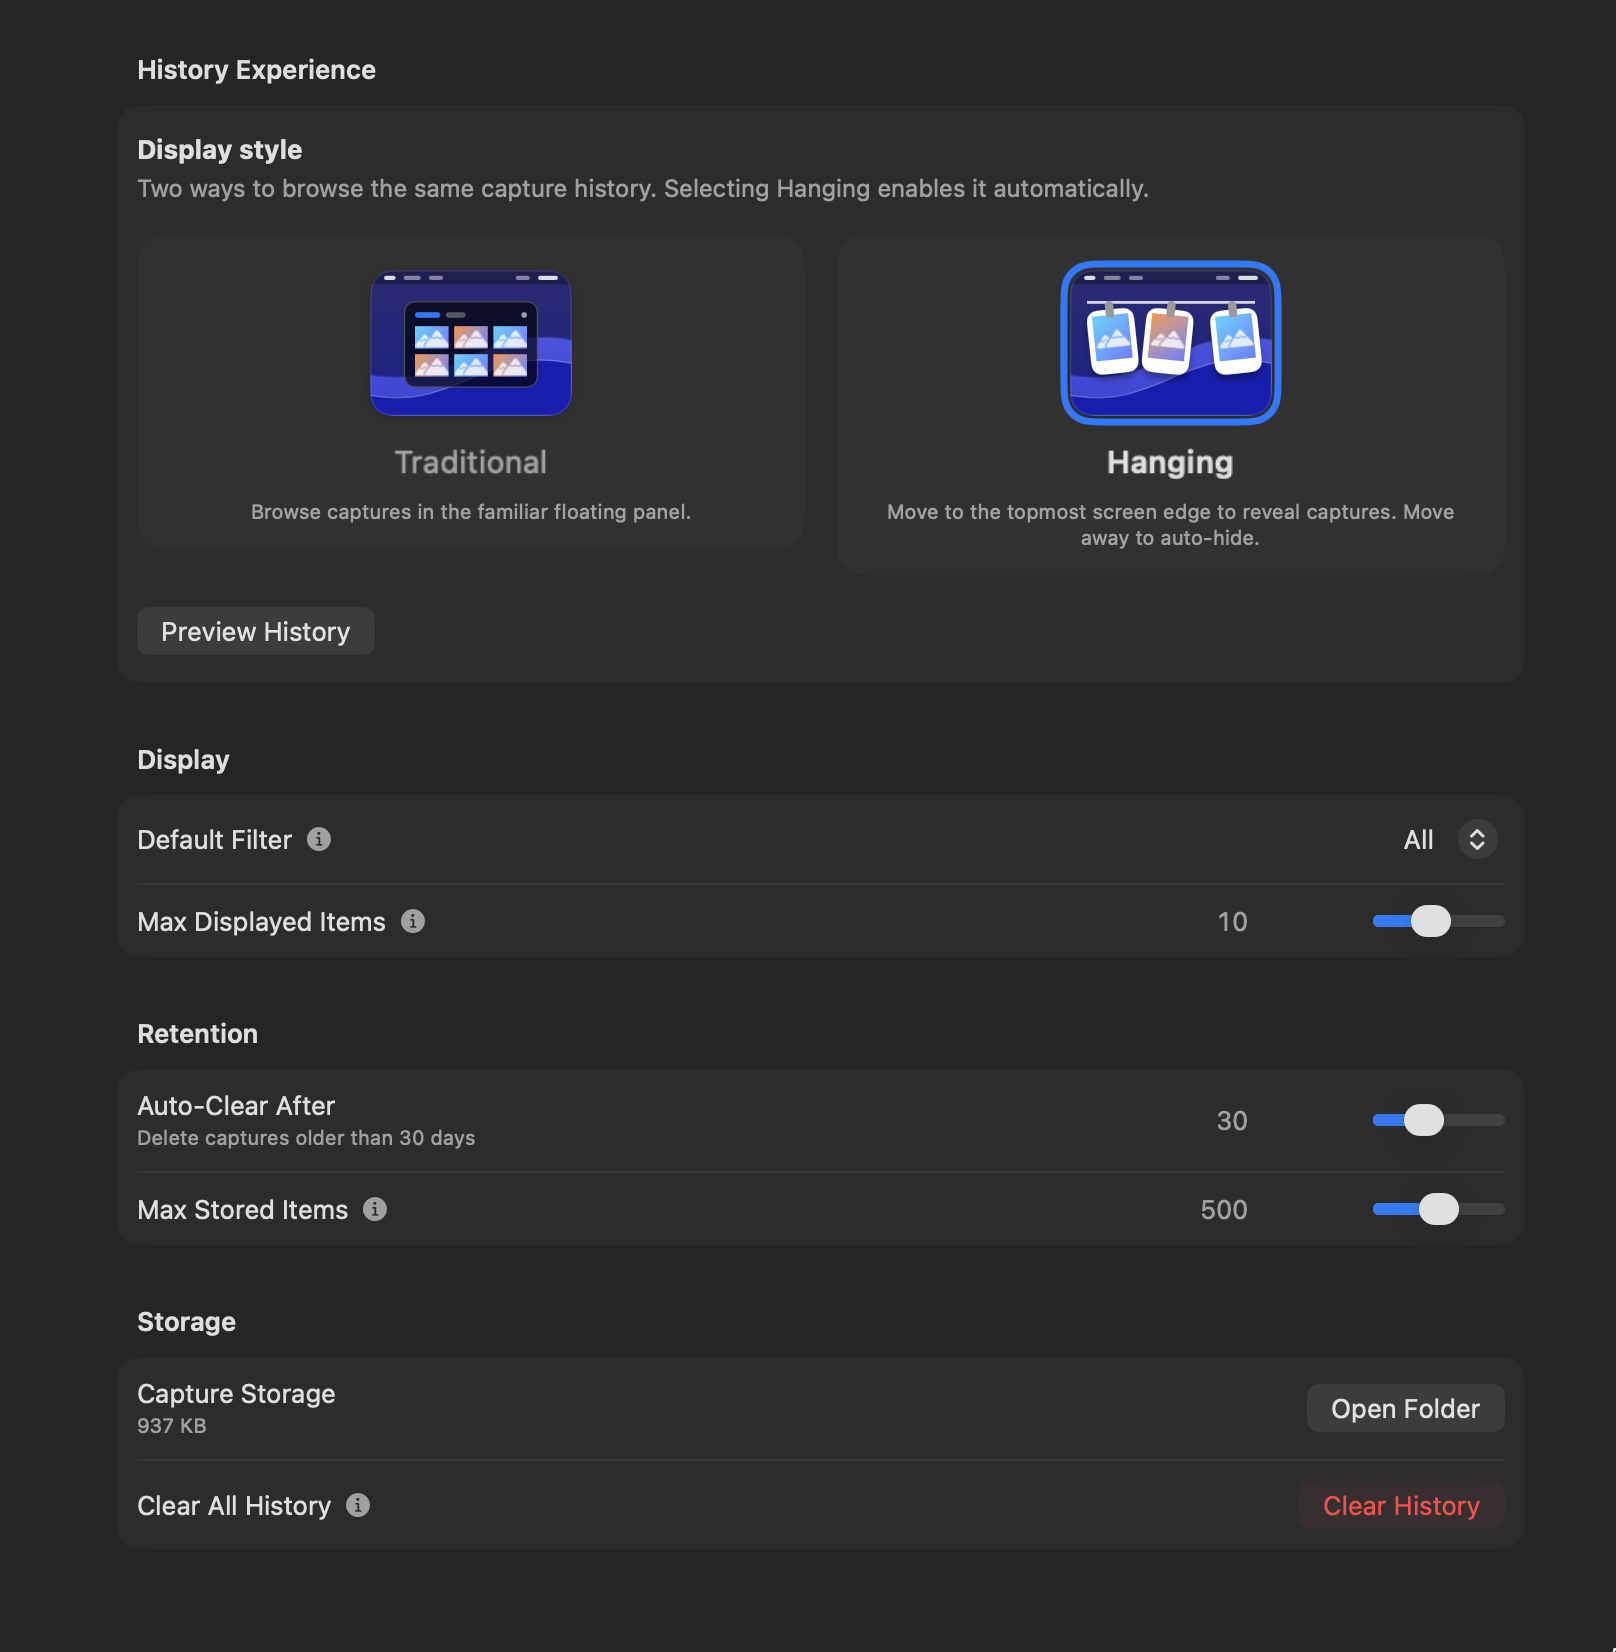 History Experience
Display style
Two ways to browse the same capture history. Selecting Hanging enables it automatically.
Traditional
Browse captures in the familiar floating panel.
Hanging
Move to the topmost screen edge to reveal captures. Move
away to auto-hide.
Preview History
Display
Default Filter
All
Max Displayed Items
10
Retention
Auto-Clear After
Delete captures older than 30 days
30
Max Stored Items
500
Storage
Capture Storage
937 KB
Open Folder
Clear All History
Clear History